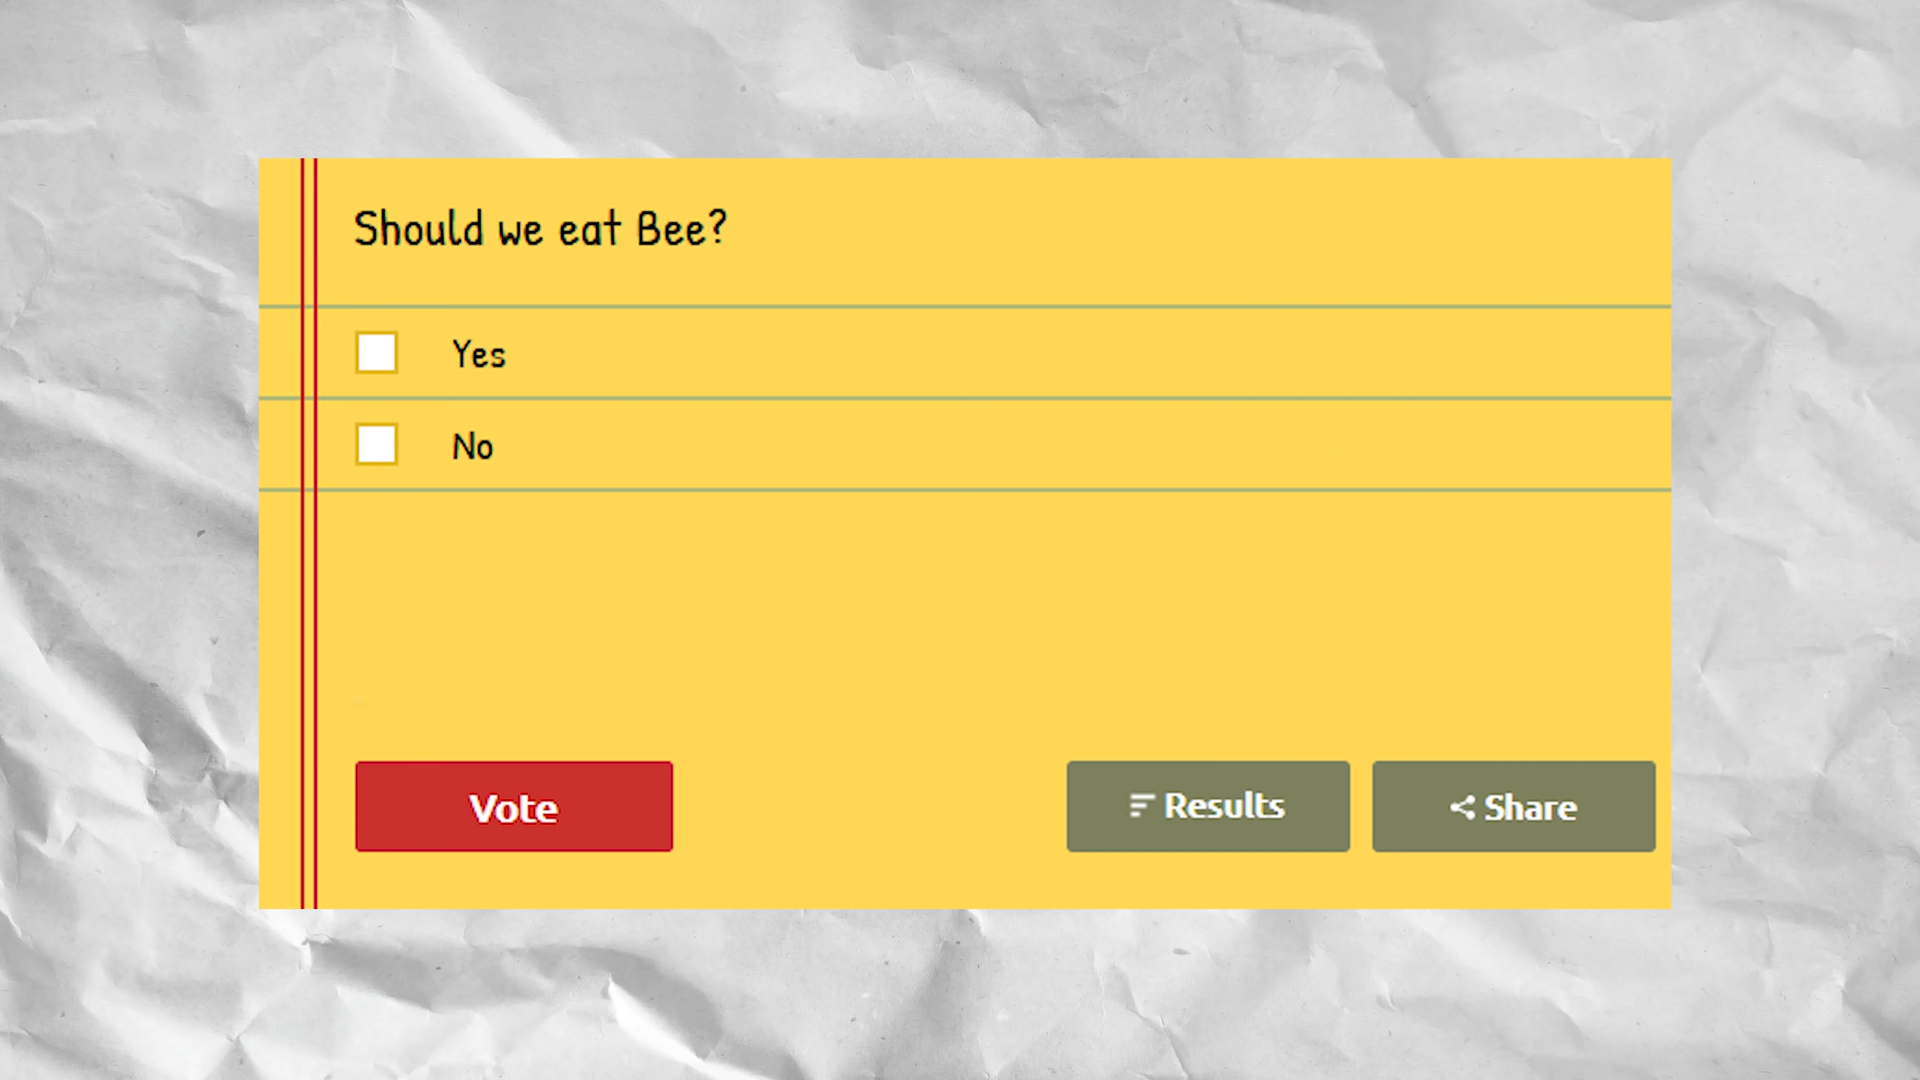 Should we eat Bee?
Yes
No
Vote
Results
Share